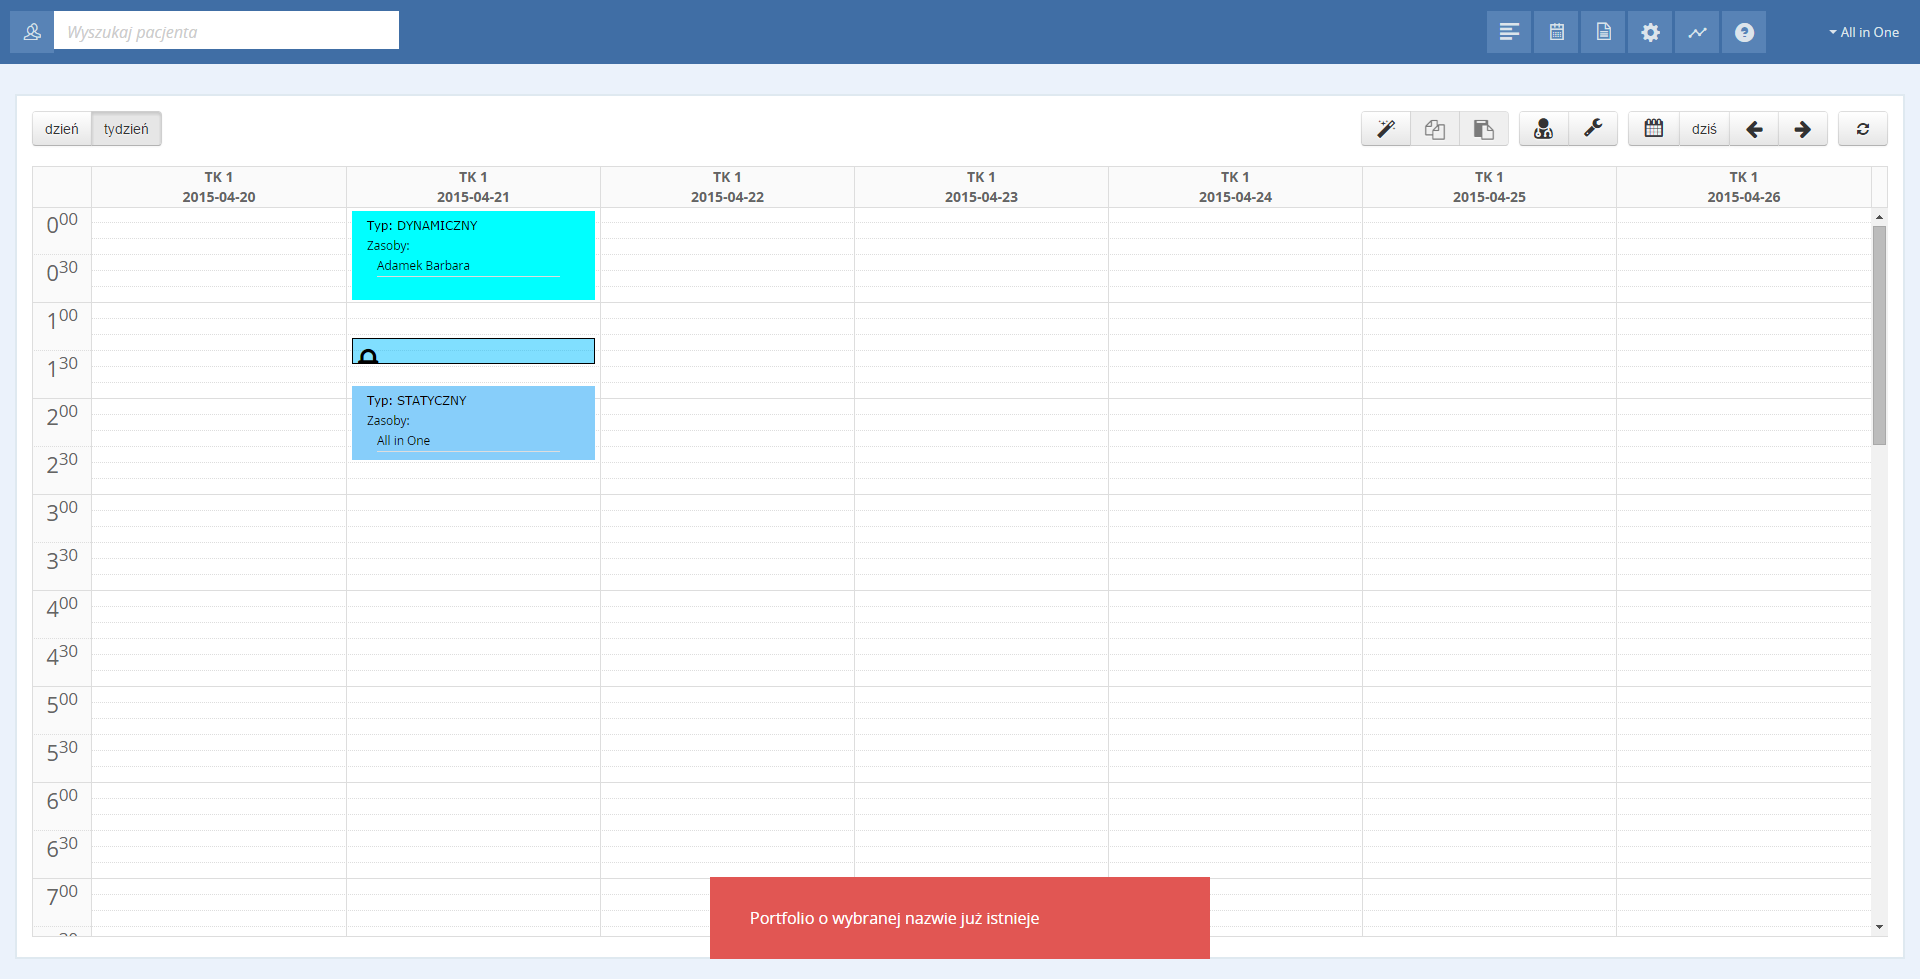 Wyszukaj pacjenta
All in One
dzień tydzień
dziś
TK 1 TK 1 TK 1 TK 1 TK 1 TK 1 TK 1
2015-04-20 2015-04-21 2015-04-22 2015-04-23 2015-04-24 2015-04-25 2015-04-26
0 00
Typ: DYNAMICZNY
Zasoby:
Adamek Barbara
0 30
1 00
1 30
Typ: STATYCZNY
Zasoby:
All in One
2 00
2 30
3 00
3 30
4 00
4 30
5 00
5 30
6 00
6 30
7 00
Portfolio o wybranej nazwie już istnieje